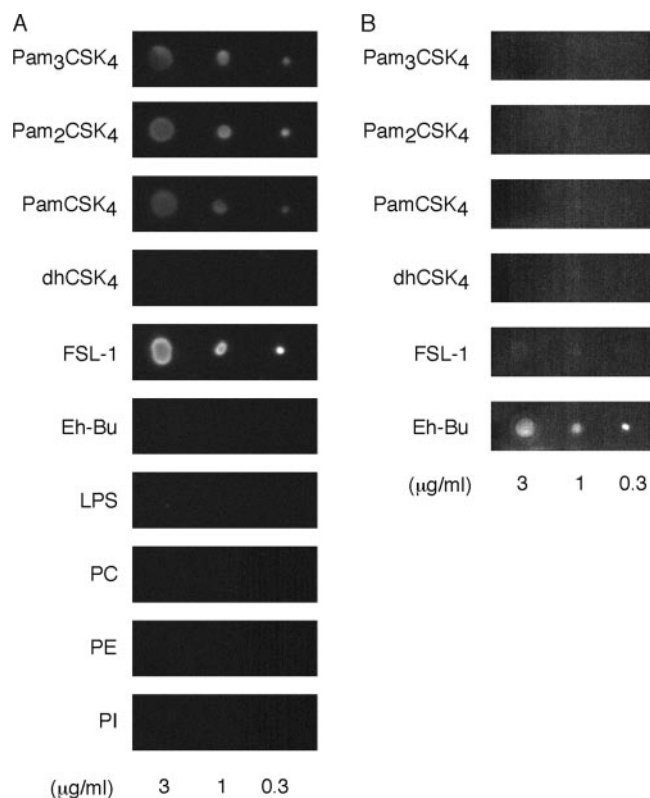 A
Pam3CSK4
Pam2CSK4
PamCSK4
dhCSK4
FSL-1
Eh-Bu
LPS
PC
PE
PI
(μg/ml) 3 1 0.3
B
Pam3CSK4
Pam2CSK4
PamCSK4
dhCSK4
FSL-1
Eh-Bu
(μg/ml) 3 1 0.3